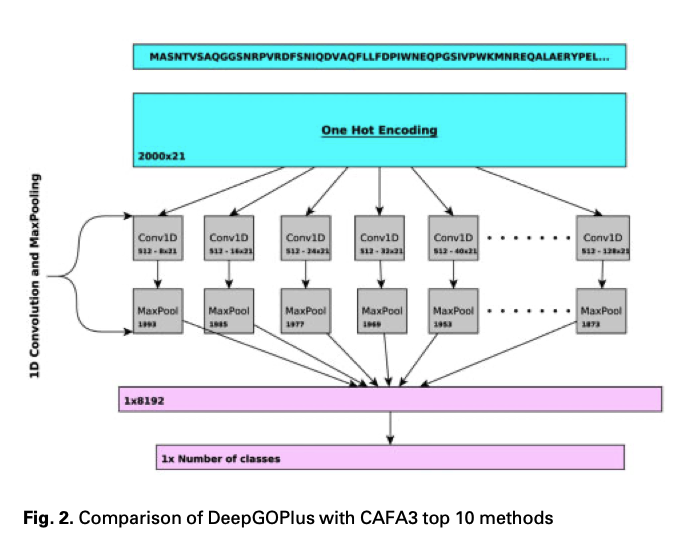 MASNTVSAQGGSNRPVRDFSNIQDVAQFLLFDPIWNEQPGSIVPWKMNREQALAERYPEL...
One Hot Encoding
2000x21
1D Convolution and MaxPooling
Conv1D Conv1D Conv1D Conv1D Conv1D Conv1D
512 - 8x21 512 - 16x21 512 - 24x21 512 - 32x21 512 - 40x21 512 - 128x21
MaxPool MaxPool MaxPool MaxPool MaxPool MaxPool
1993 1985 1977 1969 1953 1873
1x8192
1x Number of classes
Fig. 2. Comparison of DeepGOPlus with CAFA3 top 10 methods